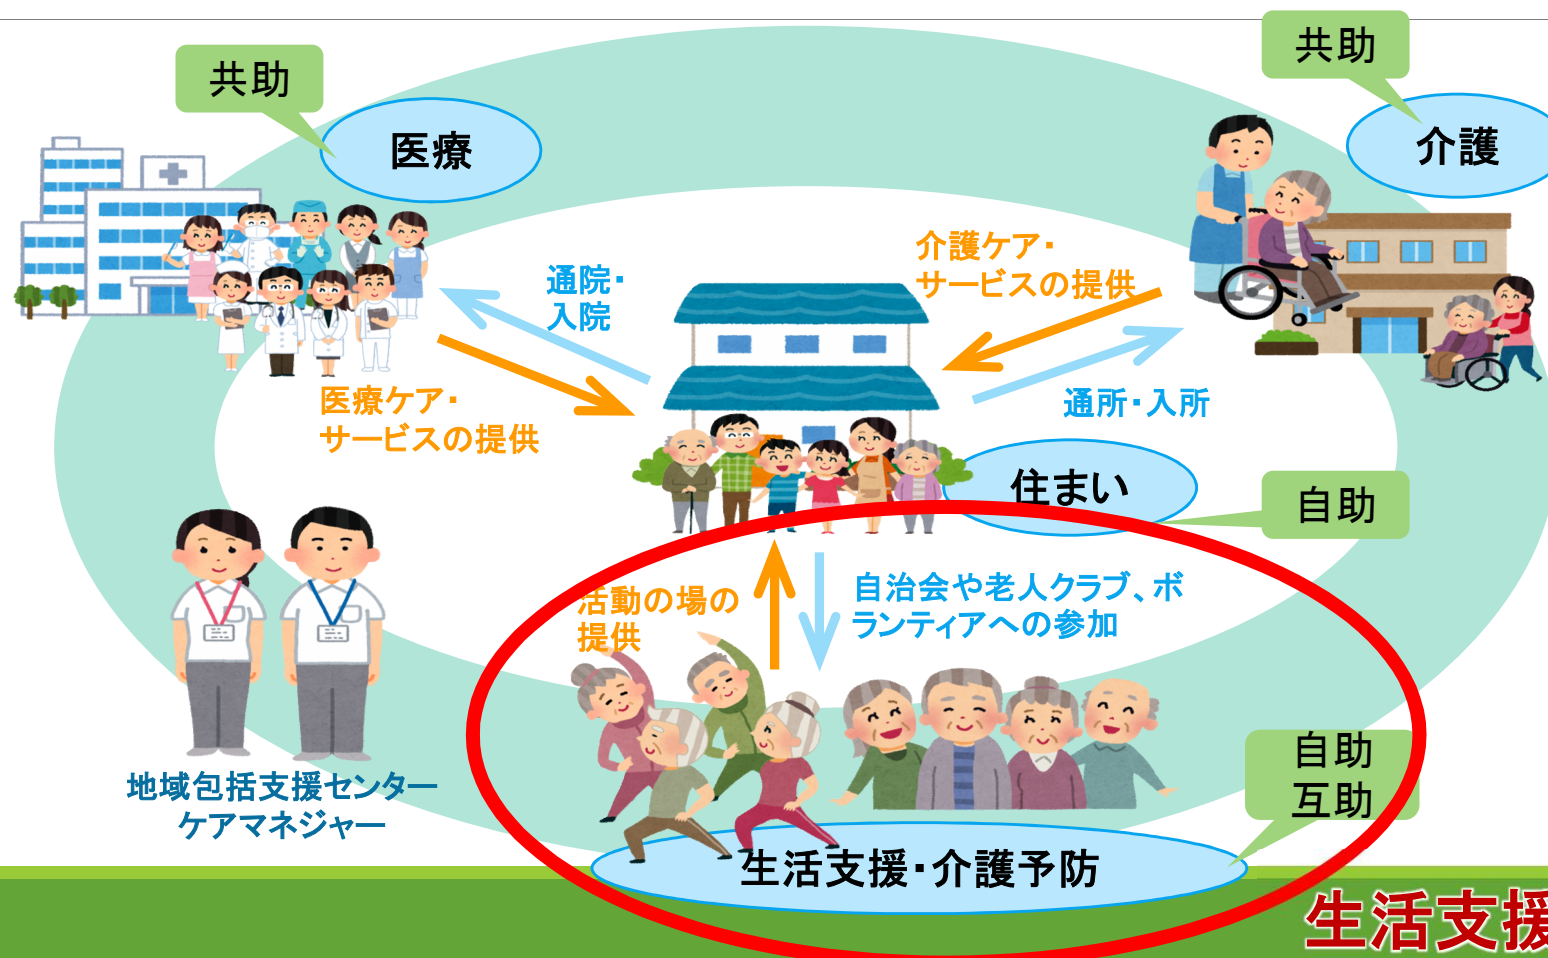 共助
共助
医療
介護
通院・
入院
介護ケア・
サービスの提供
医療ケア・
サービスの提供
通所・入所
住まい
自助
活動の場の
提供
自治会や老人クラブ、ボ
ランティアへの参加
地域包括支援センター
ケアマネジャー
自助
互助
生活支援・介護予防
生活支援